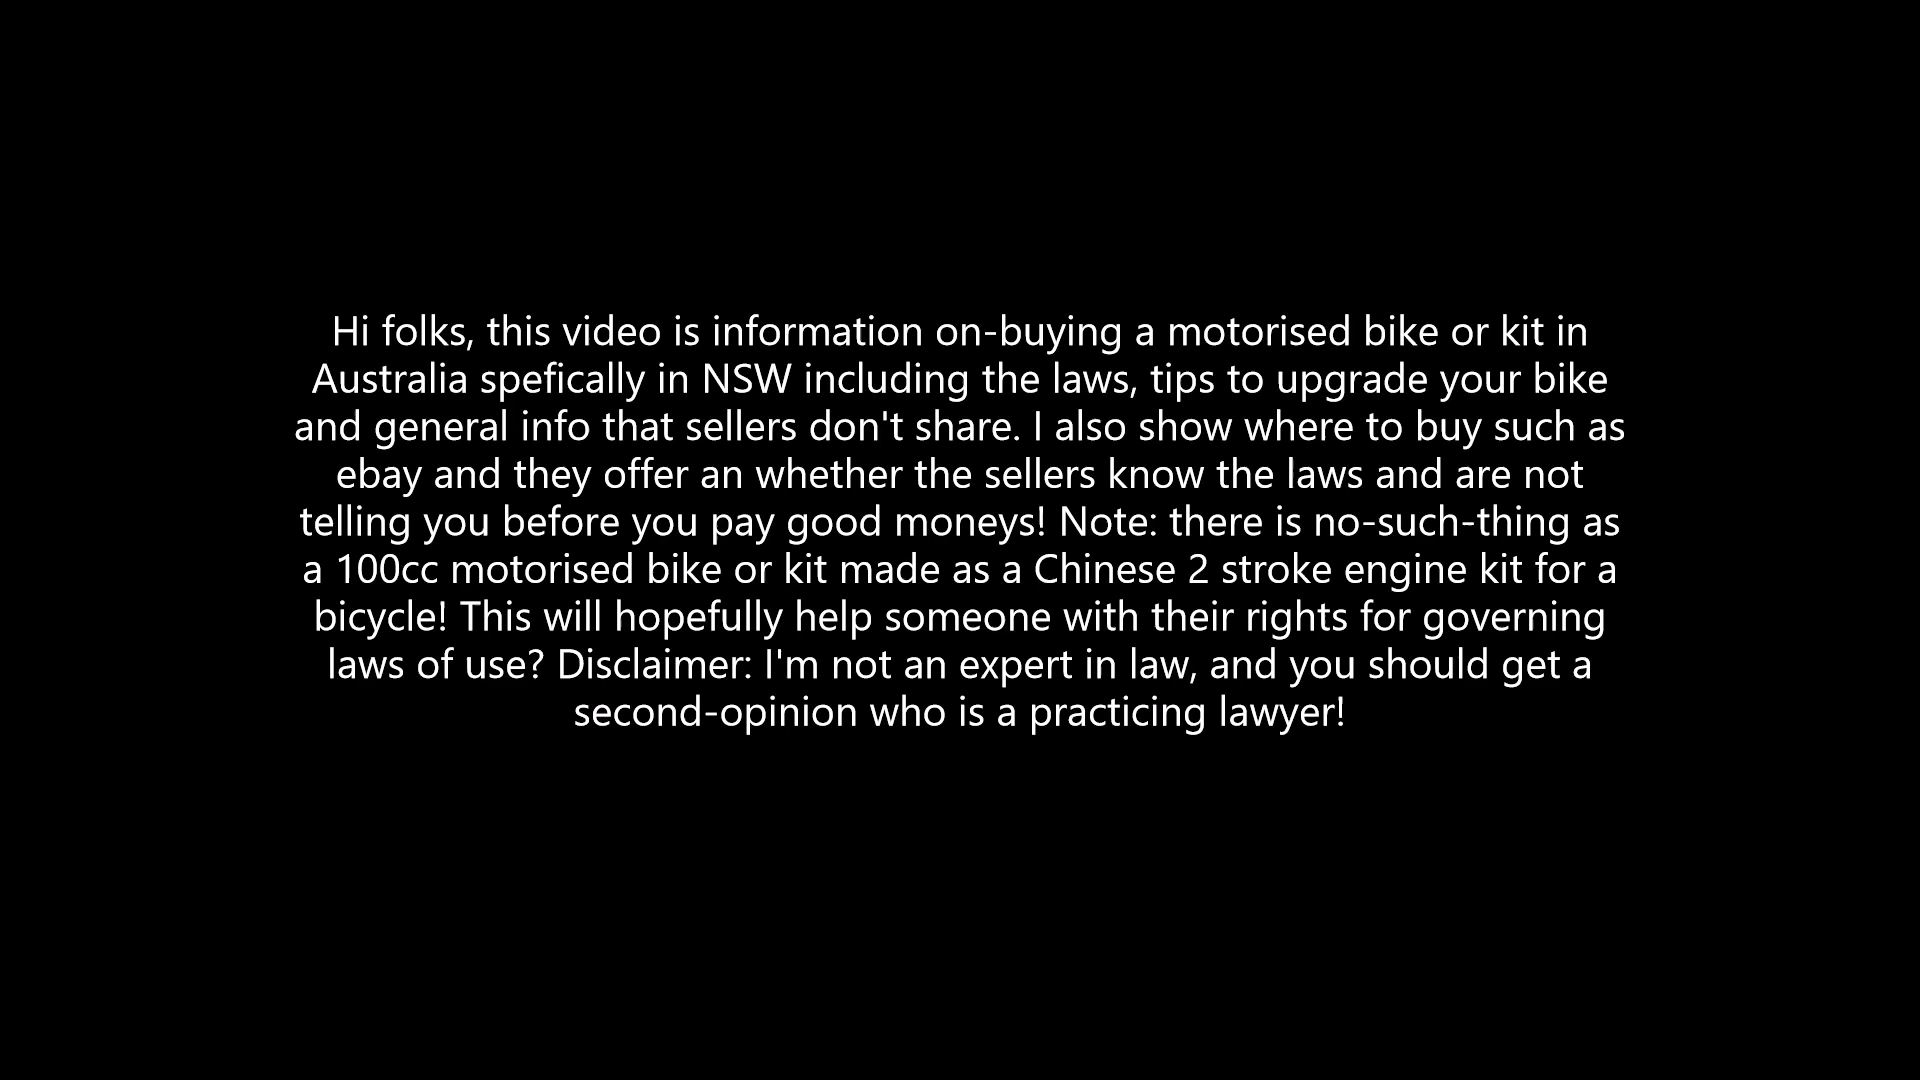 Hi folks, this video is information on-buying a motorised bike or kit in
Australia spefically in NSW including the laws, tips to upgrade your bike
and general info that sellers don't share. I also show where to buy such as
ebay and they offer an whether the sellers know the laws and are not
telling you before you pay good moneys! Note: there is no-such-thing as
a 100cc motorised bike or kit made as a Chinese 2 stroke engine kit for a
bicycle! This will hopefully help someone with their rights for governing
laws of use? Disclaimer: I'm not an expert in law, and you should get a
second-opinion who is a practicing lawyer!